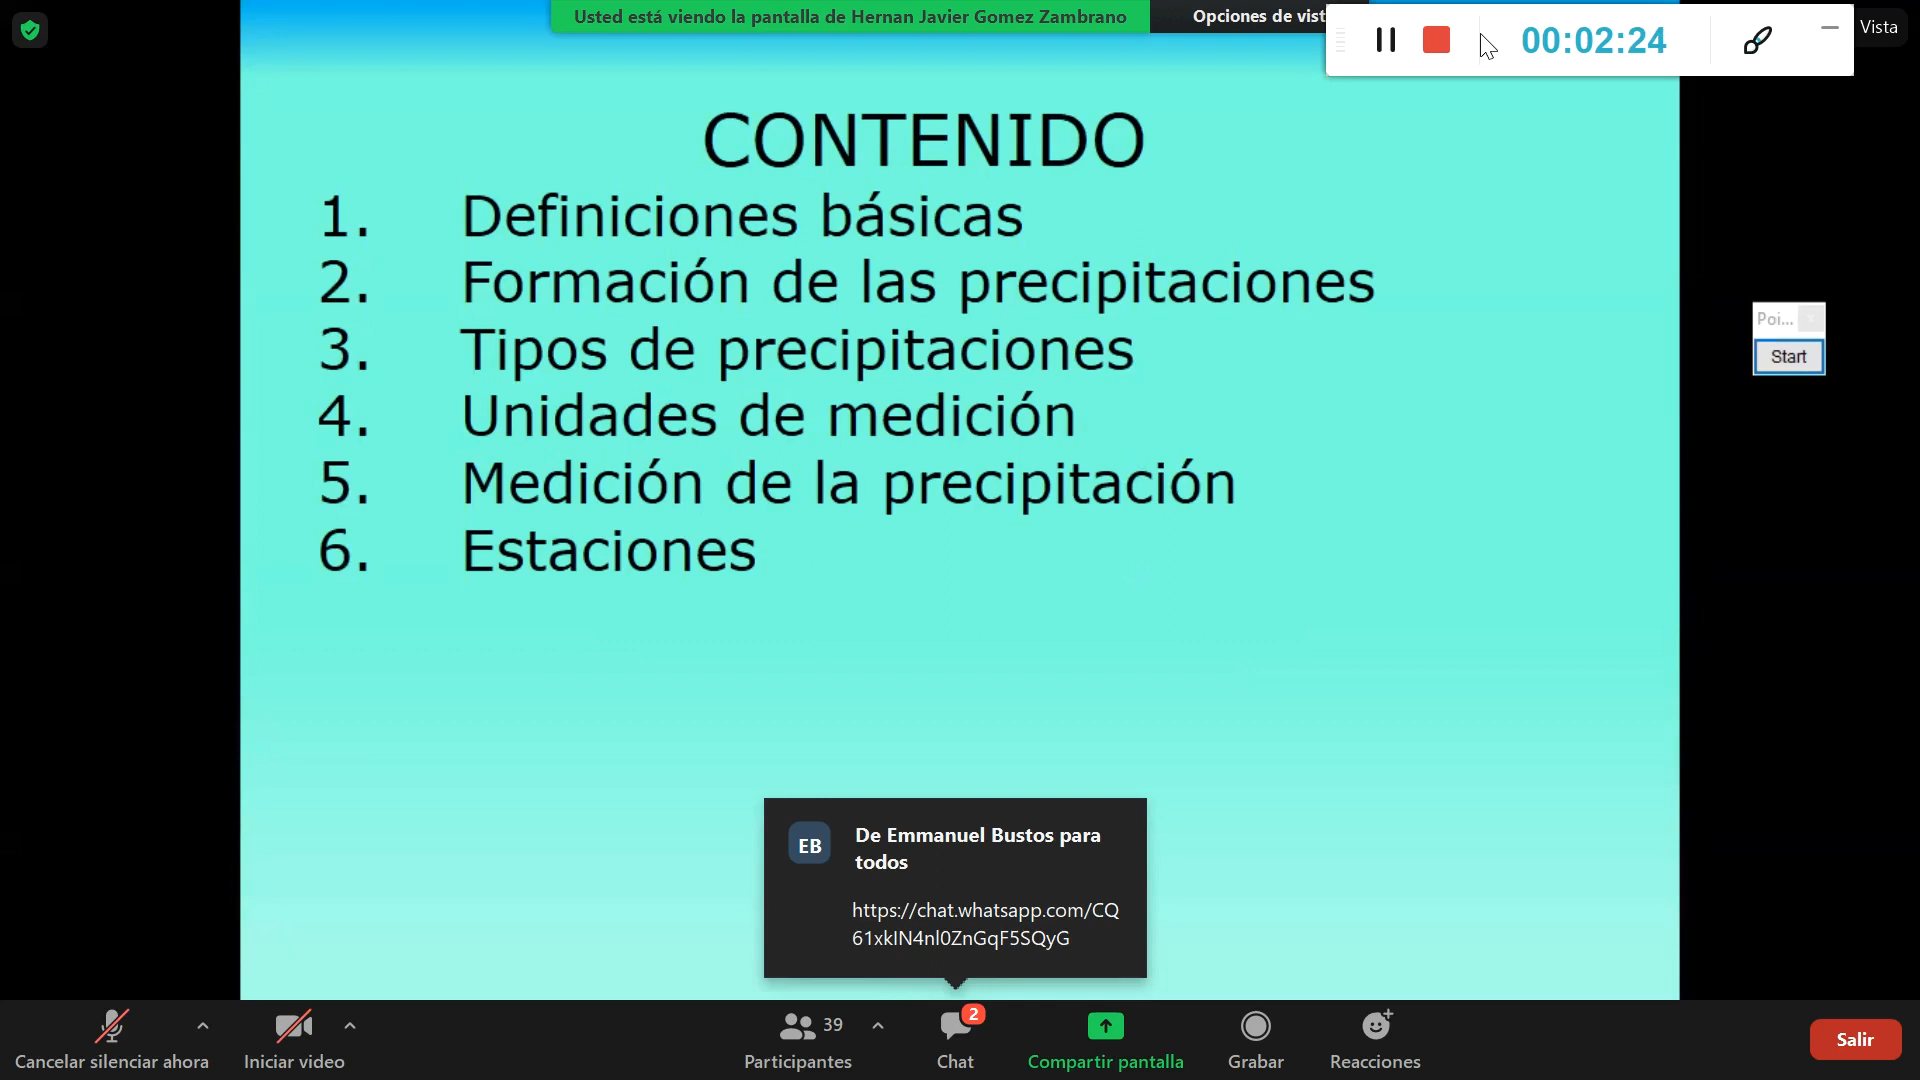 Usted está viendo la pantalla de Hernan Javier Gomez Zambrano
Opciones de vist
00:02:24
Vista
CONTENIDO
1. Definiciones básicas
2. Formación de las precipitaciones
3. Tipos de precipitaciones
4. Unidades de medición
5. Medición de la precipitación
6. Estaciones
Poi...
Start
EB
De Emmanuel Bustos para
todos
https://chat.whatsapp.com/CQ
61xkIN4nl0ZnGqF5SQyG
Cancelar silenciar ahora
Iniciar video
39
Participantes
2
Chat
Compartir pantalla
Grabar
Reacciones
Salir